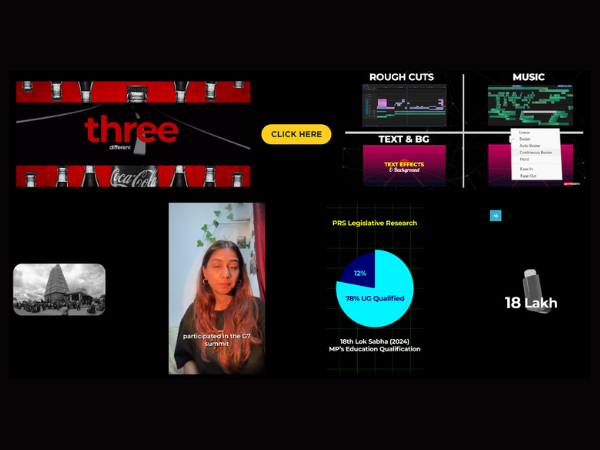 three
different
Coca-Cola
CLICK HERE
ROUGH CUTS
MUSIC
TEXT & BG
TEXT EFFECTS
& Background
Linear
Bezier
Auto Bezier
Continuous Bezier
Hold
Ease In
Ease Out
participated in the G7
summit,
PRS Legislative Research
12%
78% UG Qualified
18th Lok Sabha (2024)
MP's Education Qualification
18 Lakh